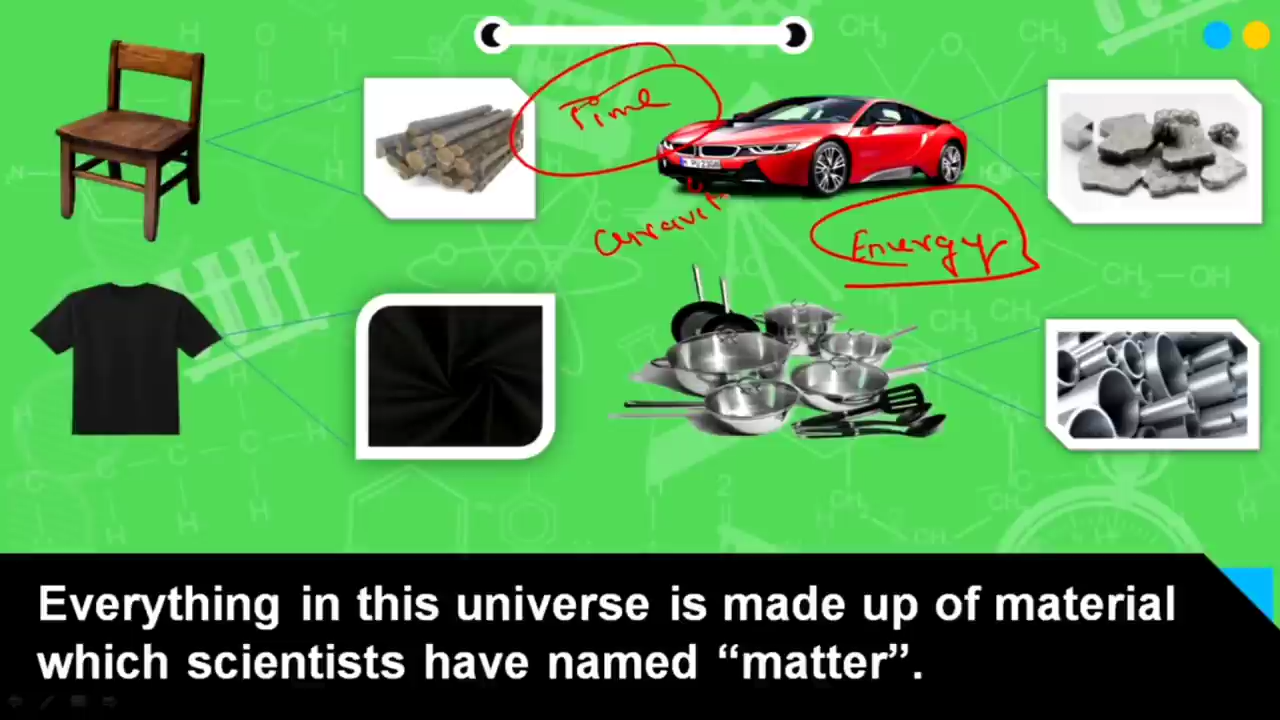 Time
Gravit
Energy
Everything in this universe is made up of material
which scientists have named “matter”.